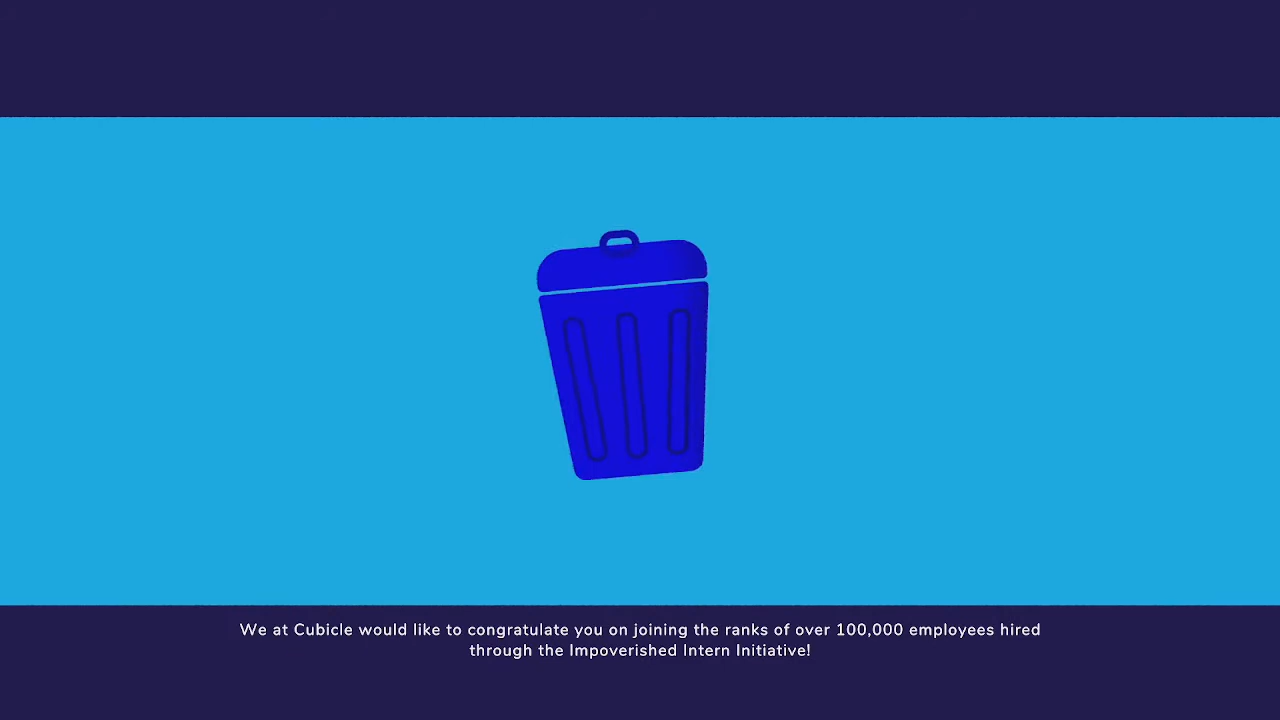 We at Cubicle would like to congratulate you on joining the ranks of over 100,000 employees hired
through the Impoverished Intern Initiative!